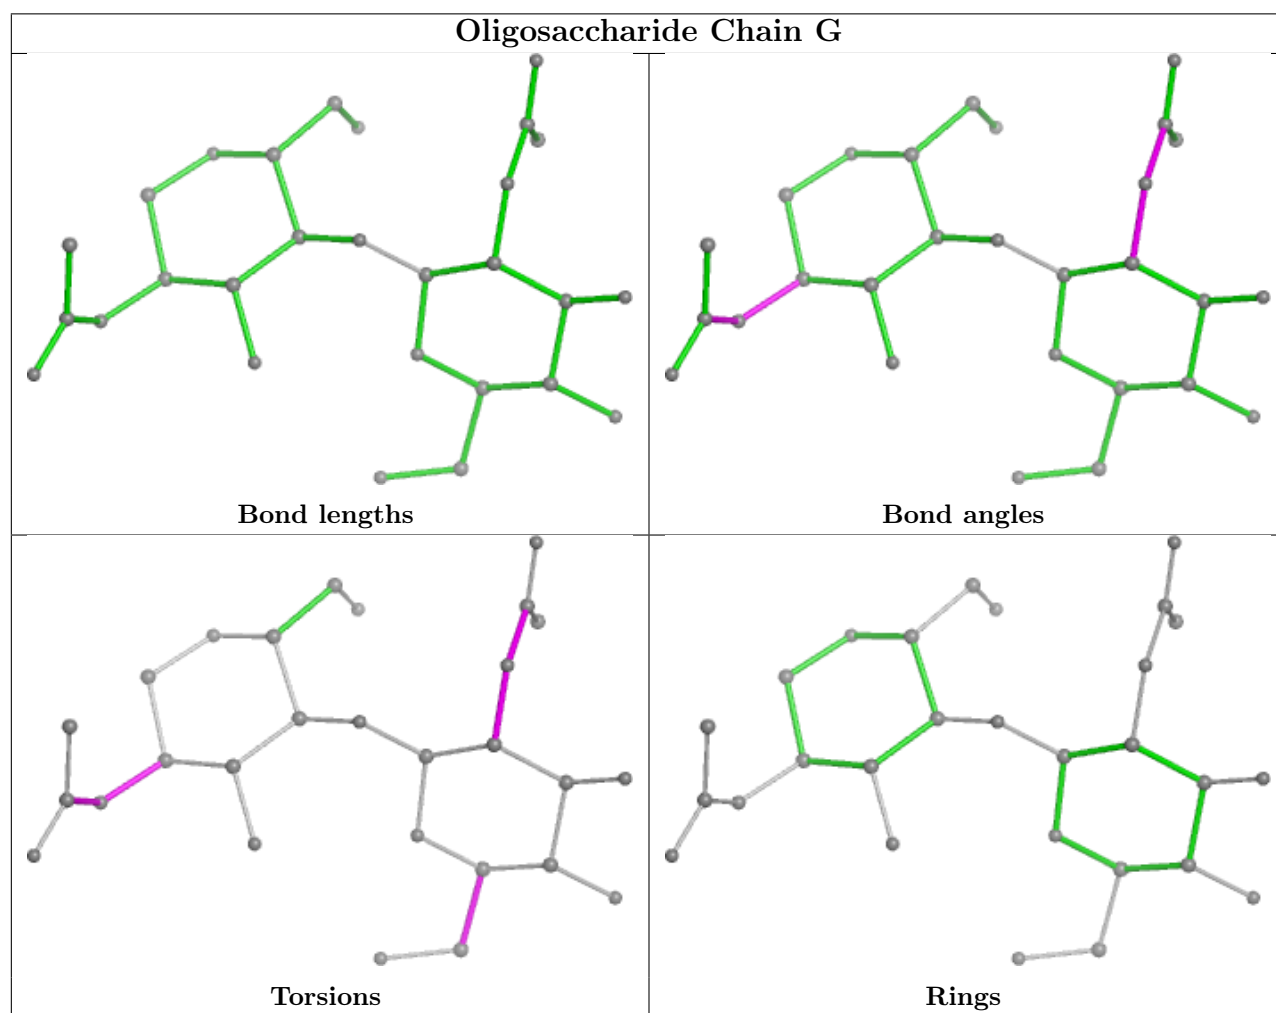 Oligosaccharide Chain G
Bond lengths
Bond angles
Torsions
Rings